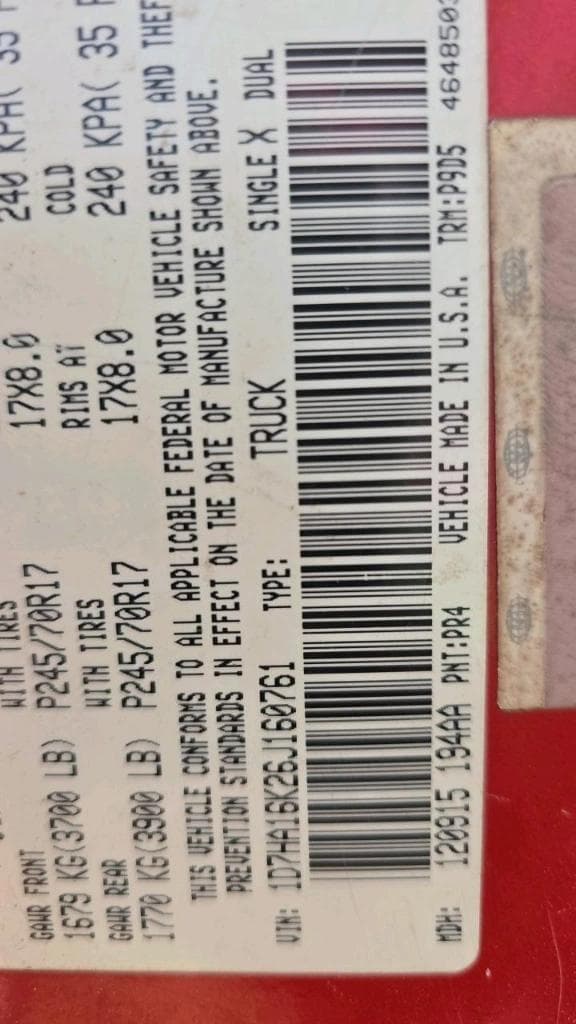 GAWR FRONT WITH TIRES
1679 KG(3700 LB) P245/70R17 17X8.0 240 KPA( 35 P
GAWR REAR WITH TIRES RIMS AT COLD
1770 KG(3900 LB) P245/70R17 17X8.0 240 KPA( 35 P
THIS VEHICLE CONFORMS TO ALL APPLICABLE FEDERAL MOTOR VEHICLE SAFETY AND THEF
PREVENTION STANDARDS IN EFFECT ON THE DATE OF MANUFACTURE SHOWN ABOVE.
VIN: 1D7HA16K26J160761 TYPE: TRUCK SINGLE X DUAL
MDH: 120915 194AA PNT:PR4 VEHICLE MADE IN U.S.A. TRM:P9D5 4648503